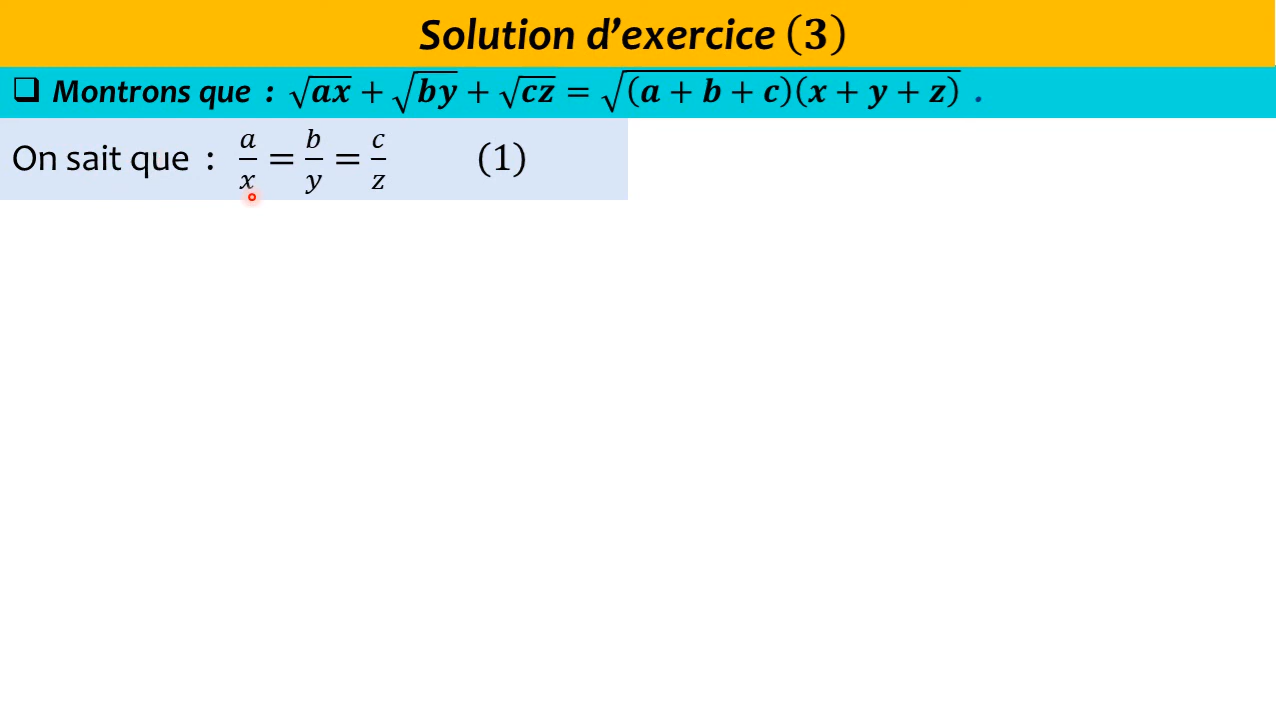 Solution d’exercice (3)
❑ Montrons que : √ax + √by + √cz = √(a + b + c)(x + y + z) .
On sait que : a/x = b/y = c/z (1)